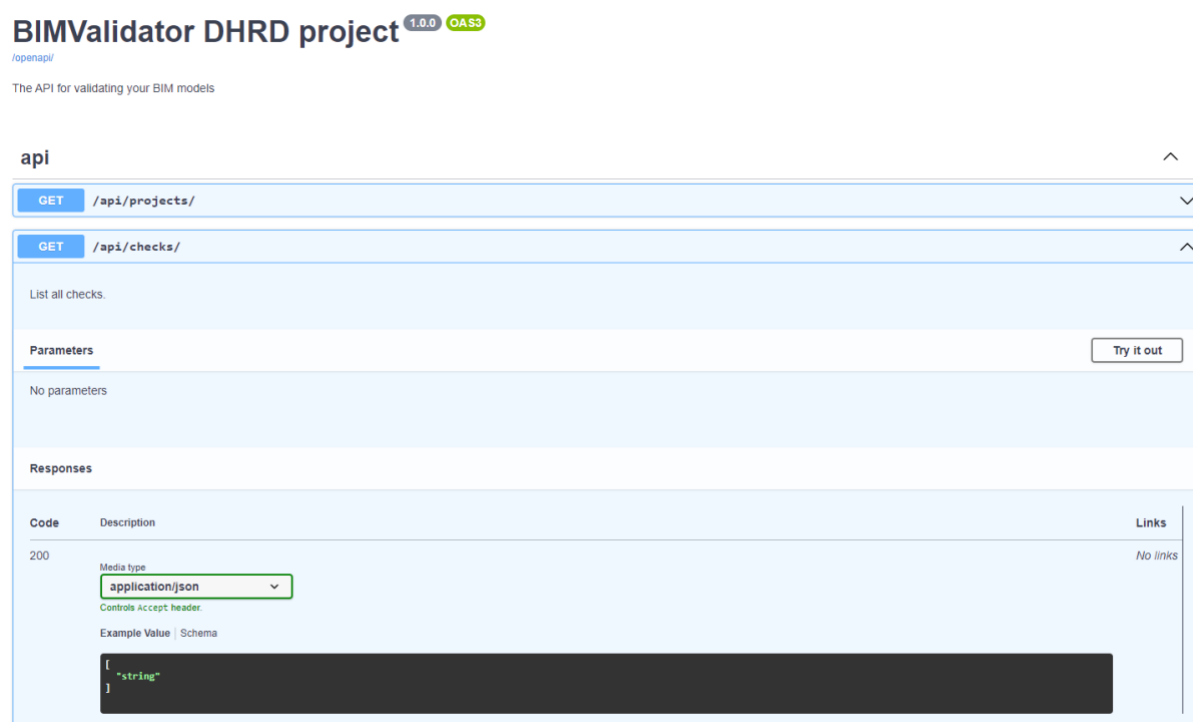 BIMValidator DHRD project 1.0.0 OAS3
/openapi/
The API for validating your BIM models
api
GET /api/projects/
GET /api/checks/
List all checks.
Parameters Try it out
No parameters
Responses
Code Description Links
200 No links
Media type
application/json
Controls Accept header.
Example Value Schema
[
"string"
]